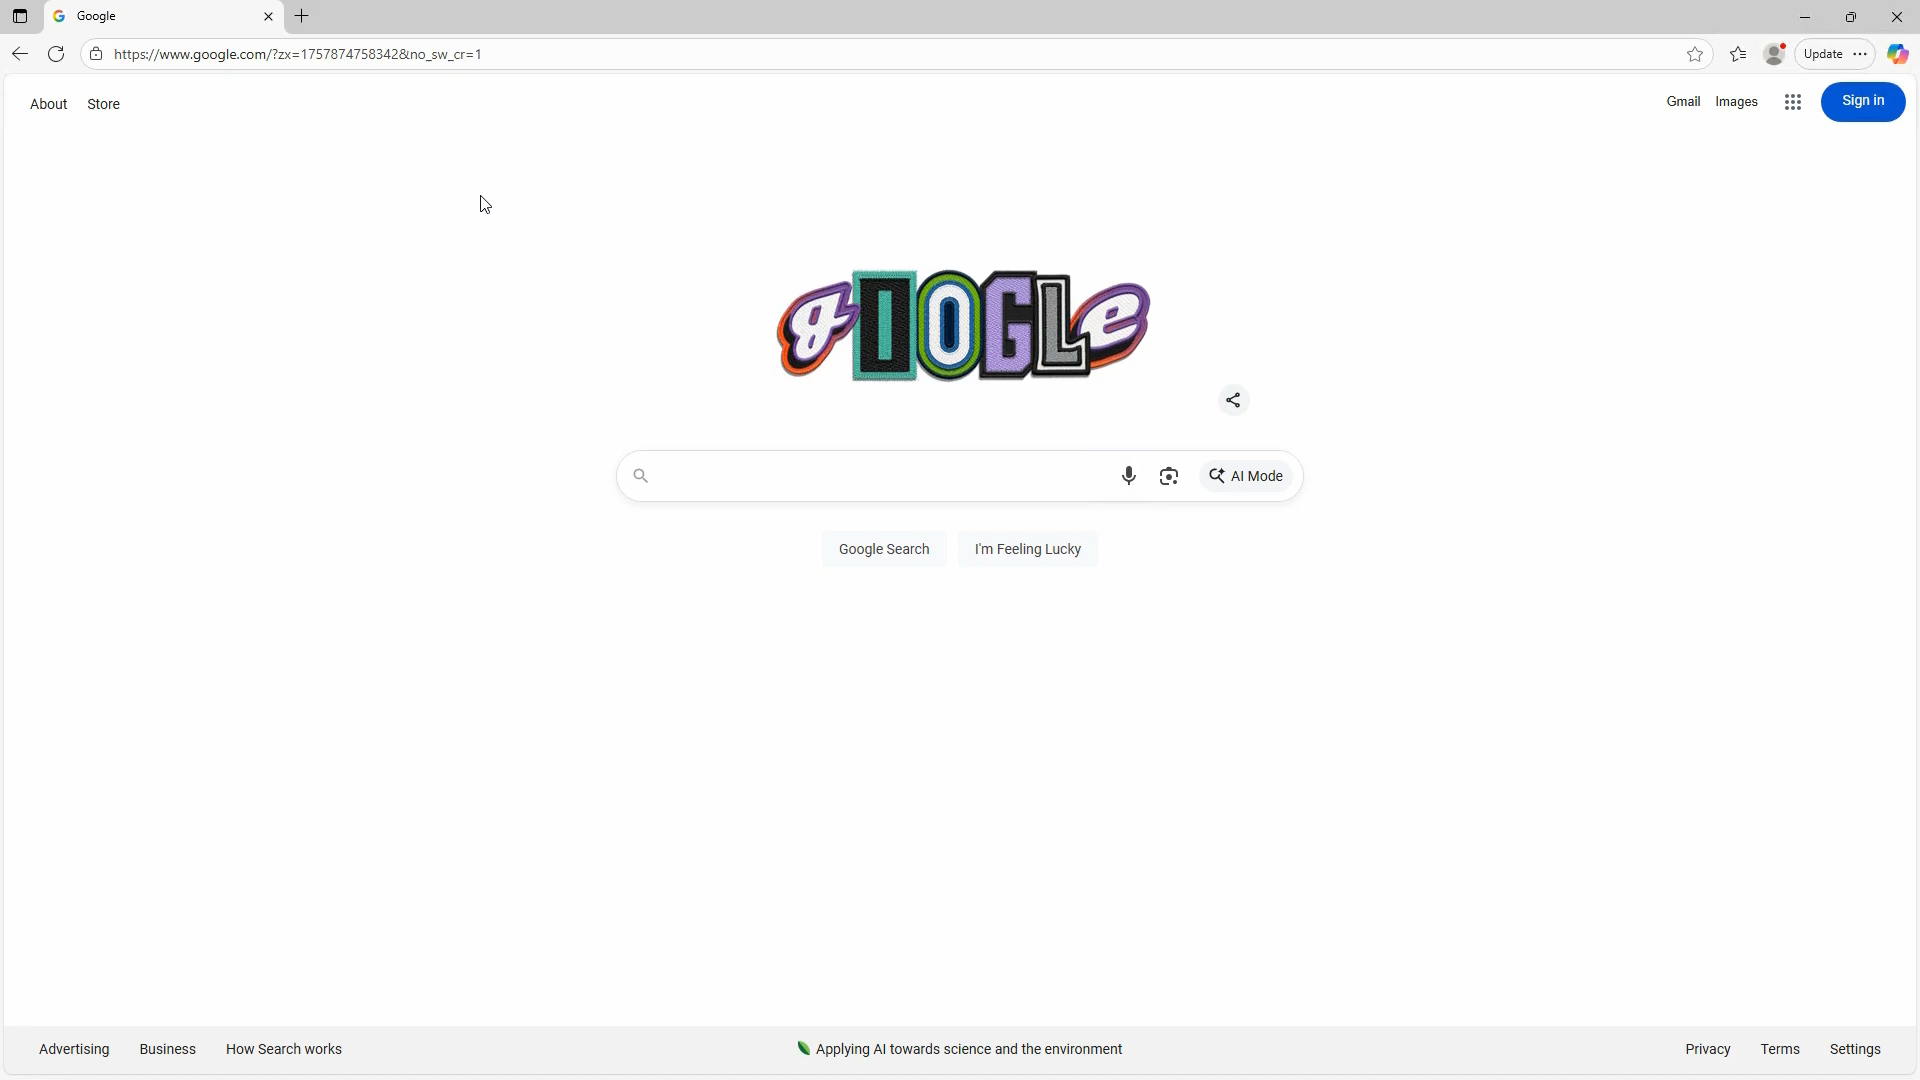 Google
https://www.google.com/?zx=1757874758342&no_sw_cr=1
Update
About Store
Gmail Images Sign in
gOOGLe
AI Mode
Google Search I'm Feeling Lucky
Advertising Business How Search works
Applying AI towards science and the environment
Privacy Terms Settings